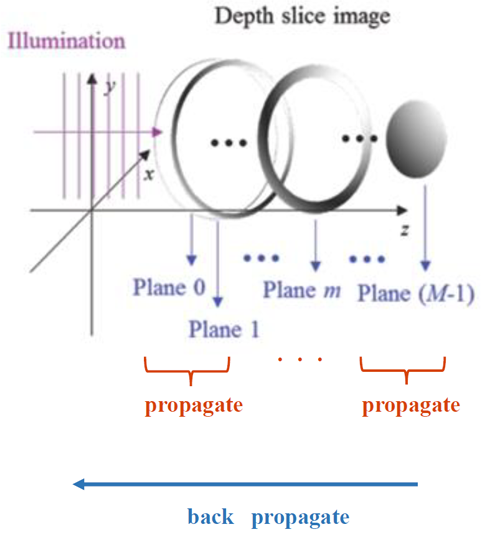 Depth slice image
Illumination
y
x
z
Plane 0
Plane m
Plane (M-1)
Plane 1
propagate
propagate
back propagate